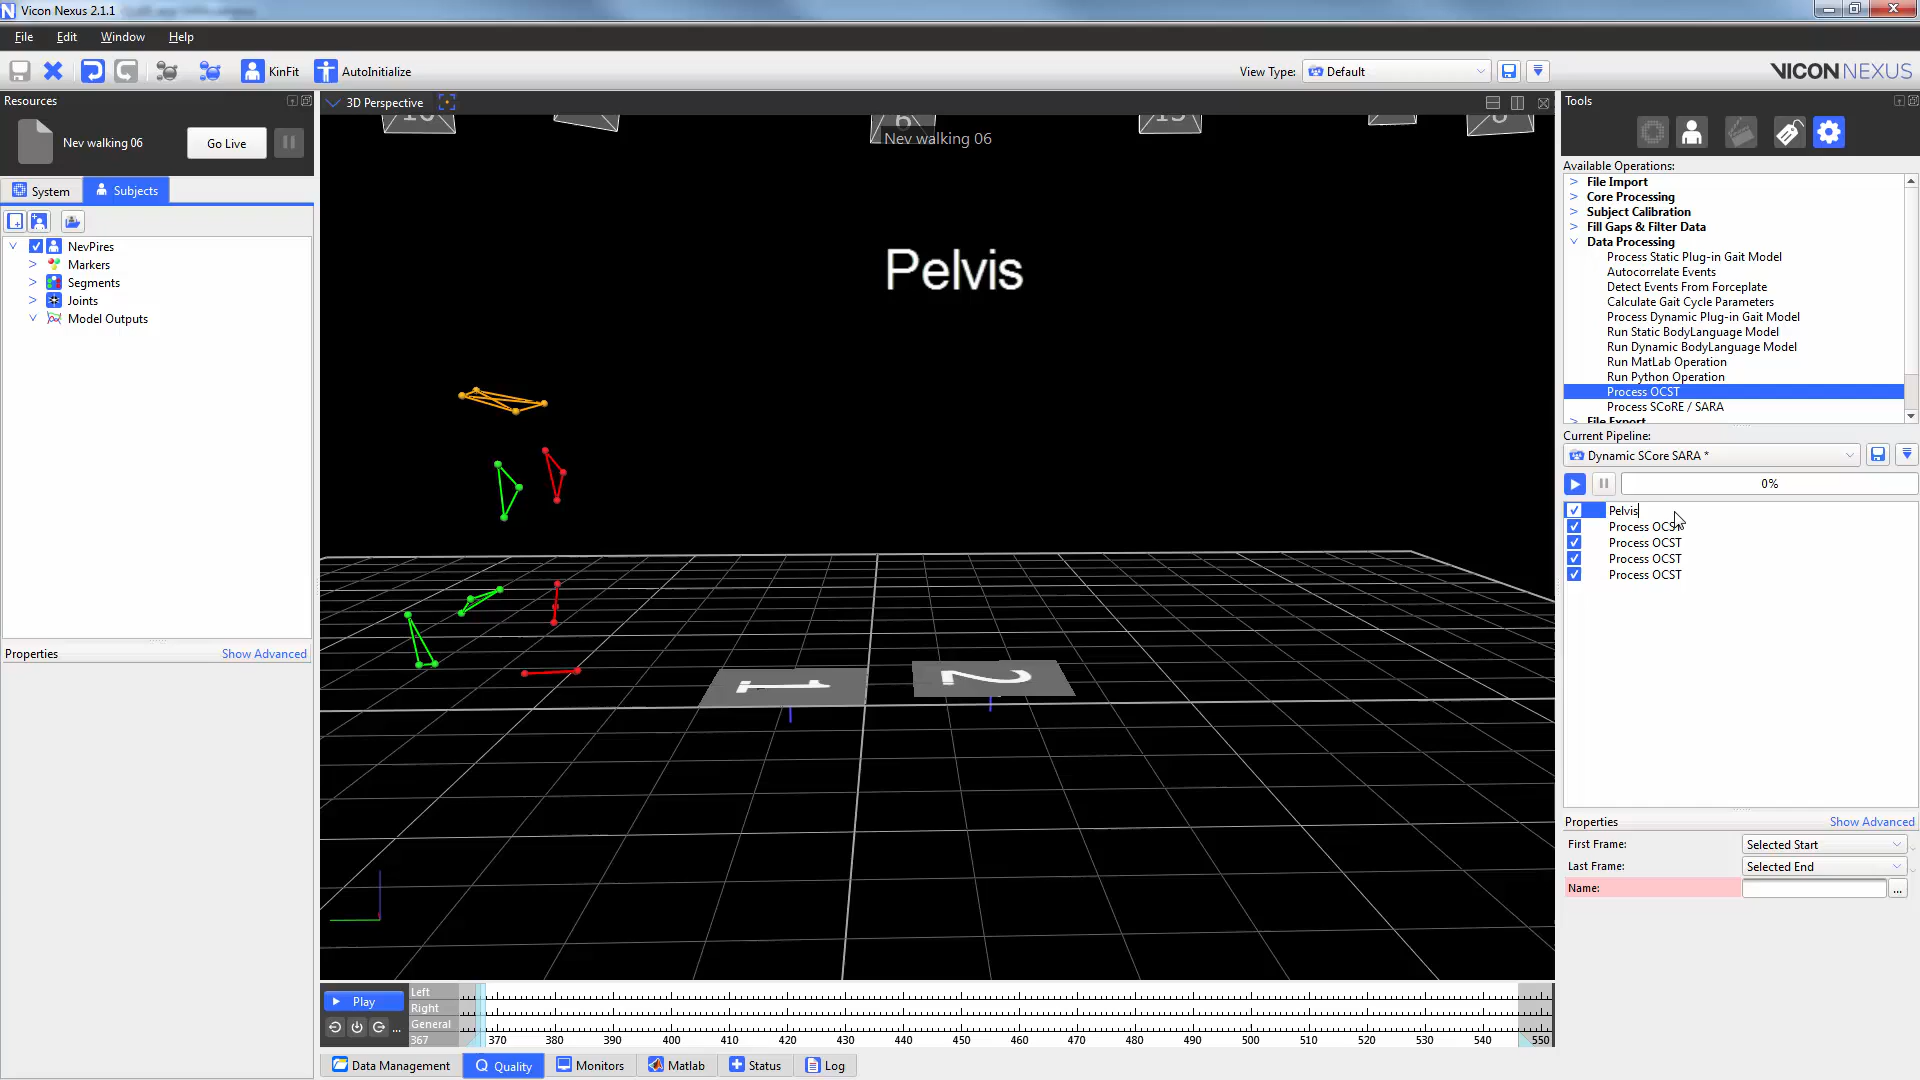 Vicon Nexus 2.1.1
File Edit Window Help
KinFit AutoInitialize
View Type: Default
VICON NEXUS
Resources
Nev walking 06
Go Live
System Subjects
NevPires
Markers
Segments
Joints
Model Outputs
Properties Show Advanced
3D Perspective
6
Nev walking 06
Pelvis
1
2
Play
Left
Right
General
367
370 380 390 400 410 420 430 440 450 460 470 480 490 500 510 520 530 540 550
Data Management Quality Monitors Matlab Status Log
Tools
Available Operations:
File Import
Core Processing
Subject Calibration
Fill Gaps & Filter Data
Data Processing
Process Static Plug-in Gait Model
Autocorrelate Events
Detect Events From Forceplate
Calculate Gait Cycle Parameters
Process Dynamic Plug-in Gait Model
Run Static BodyLanguage Model
Run Dynamic BodyLanguage Model
Run MatLab Operation
Run Python Operation
Process OCST
Process SCoRE / SARA
File Export
Current Pipeline:
Dynamic SCore SARA *
0%
Pelvis
Process OCST
Process OCST
Process OCST
Process OCST
Properties Show Advanced
First Frame: Selected Start
Last Frame: Selected End
Name: ...